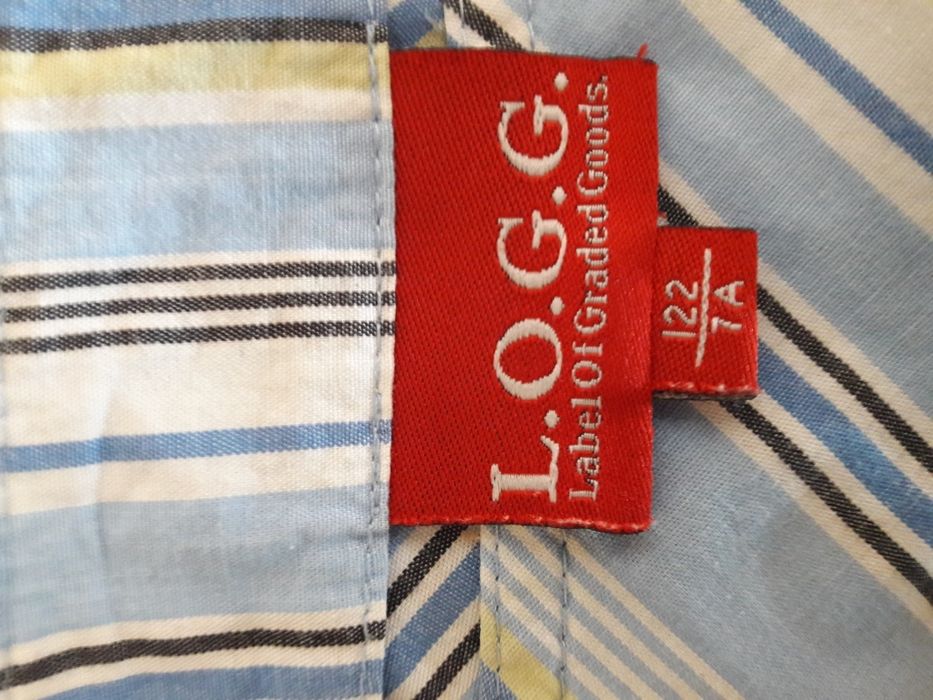 L.O.G.G.
Label Of Graded Goods.
122
7A